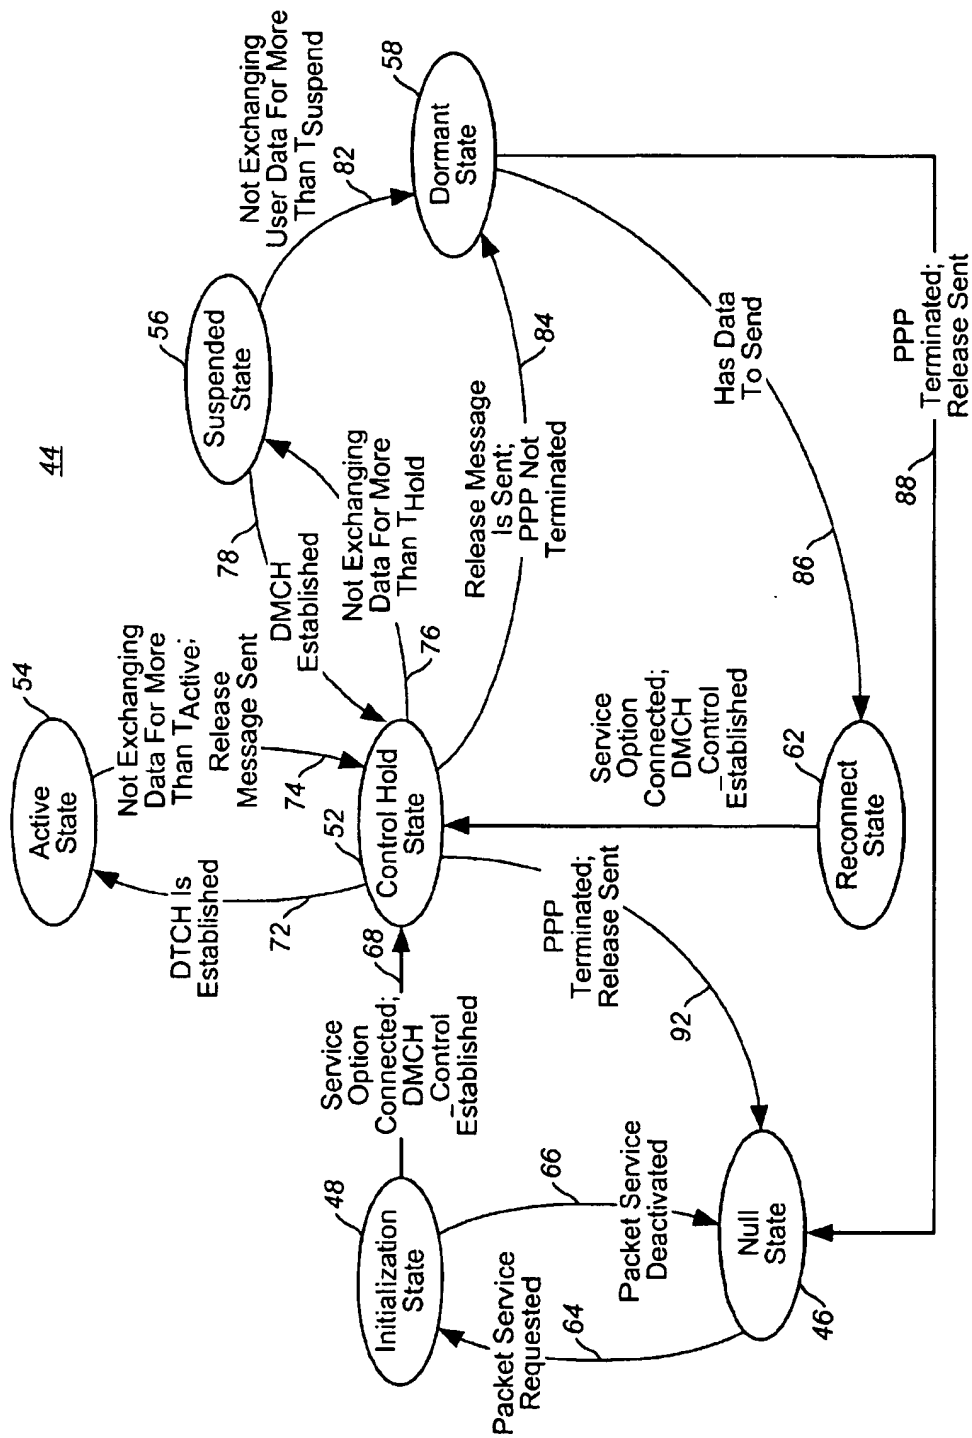 44
54
Active
State
DTCH Is
Established
72
Not Exchanging
Data For More
Than TActive;
Release
Message Sent
74
56
Suspended
State
78
DMCH
Established
Not Exchanging
Data For More
Than THold
76
Not Exchanging
User Data For More
Than TSuspend
82
58
Dormant
State
48
Initialization
State
Service
Option
Connected;
DMCH
Control
Established
68
52
Control Hold
State
Release Message
Is Sent;
PPP Not
Terminated
84
Packet Service
Requested
64
66
Packet Service
Deactivated
PPP
Terminated;
Release Sent
92
Service
Option
Connected;
DMCH
Control
Established
62
Reconnect
State
Has Data
To Send
86
Null
State
46
88
PPP
Terminated;
Release Sent